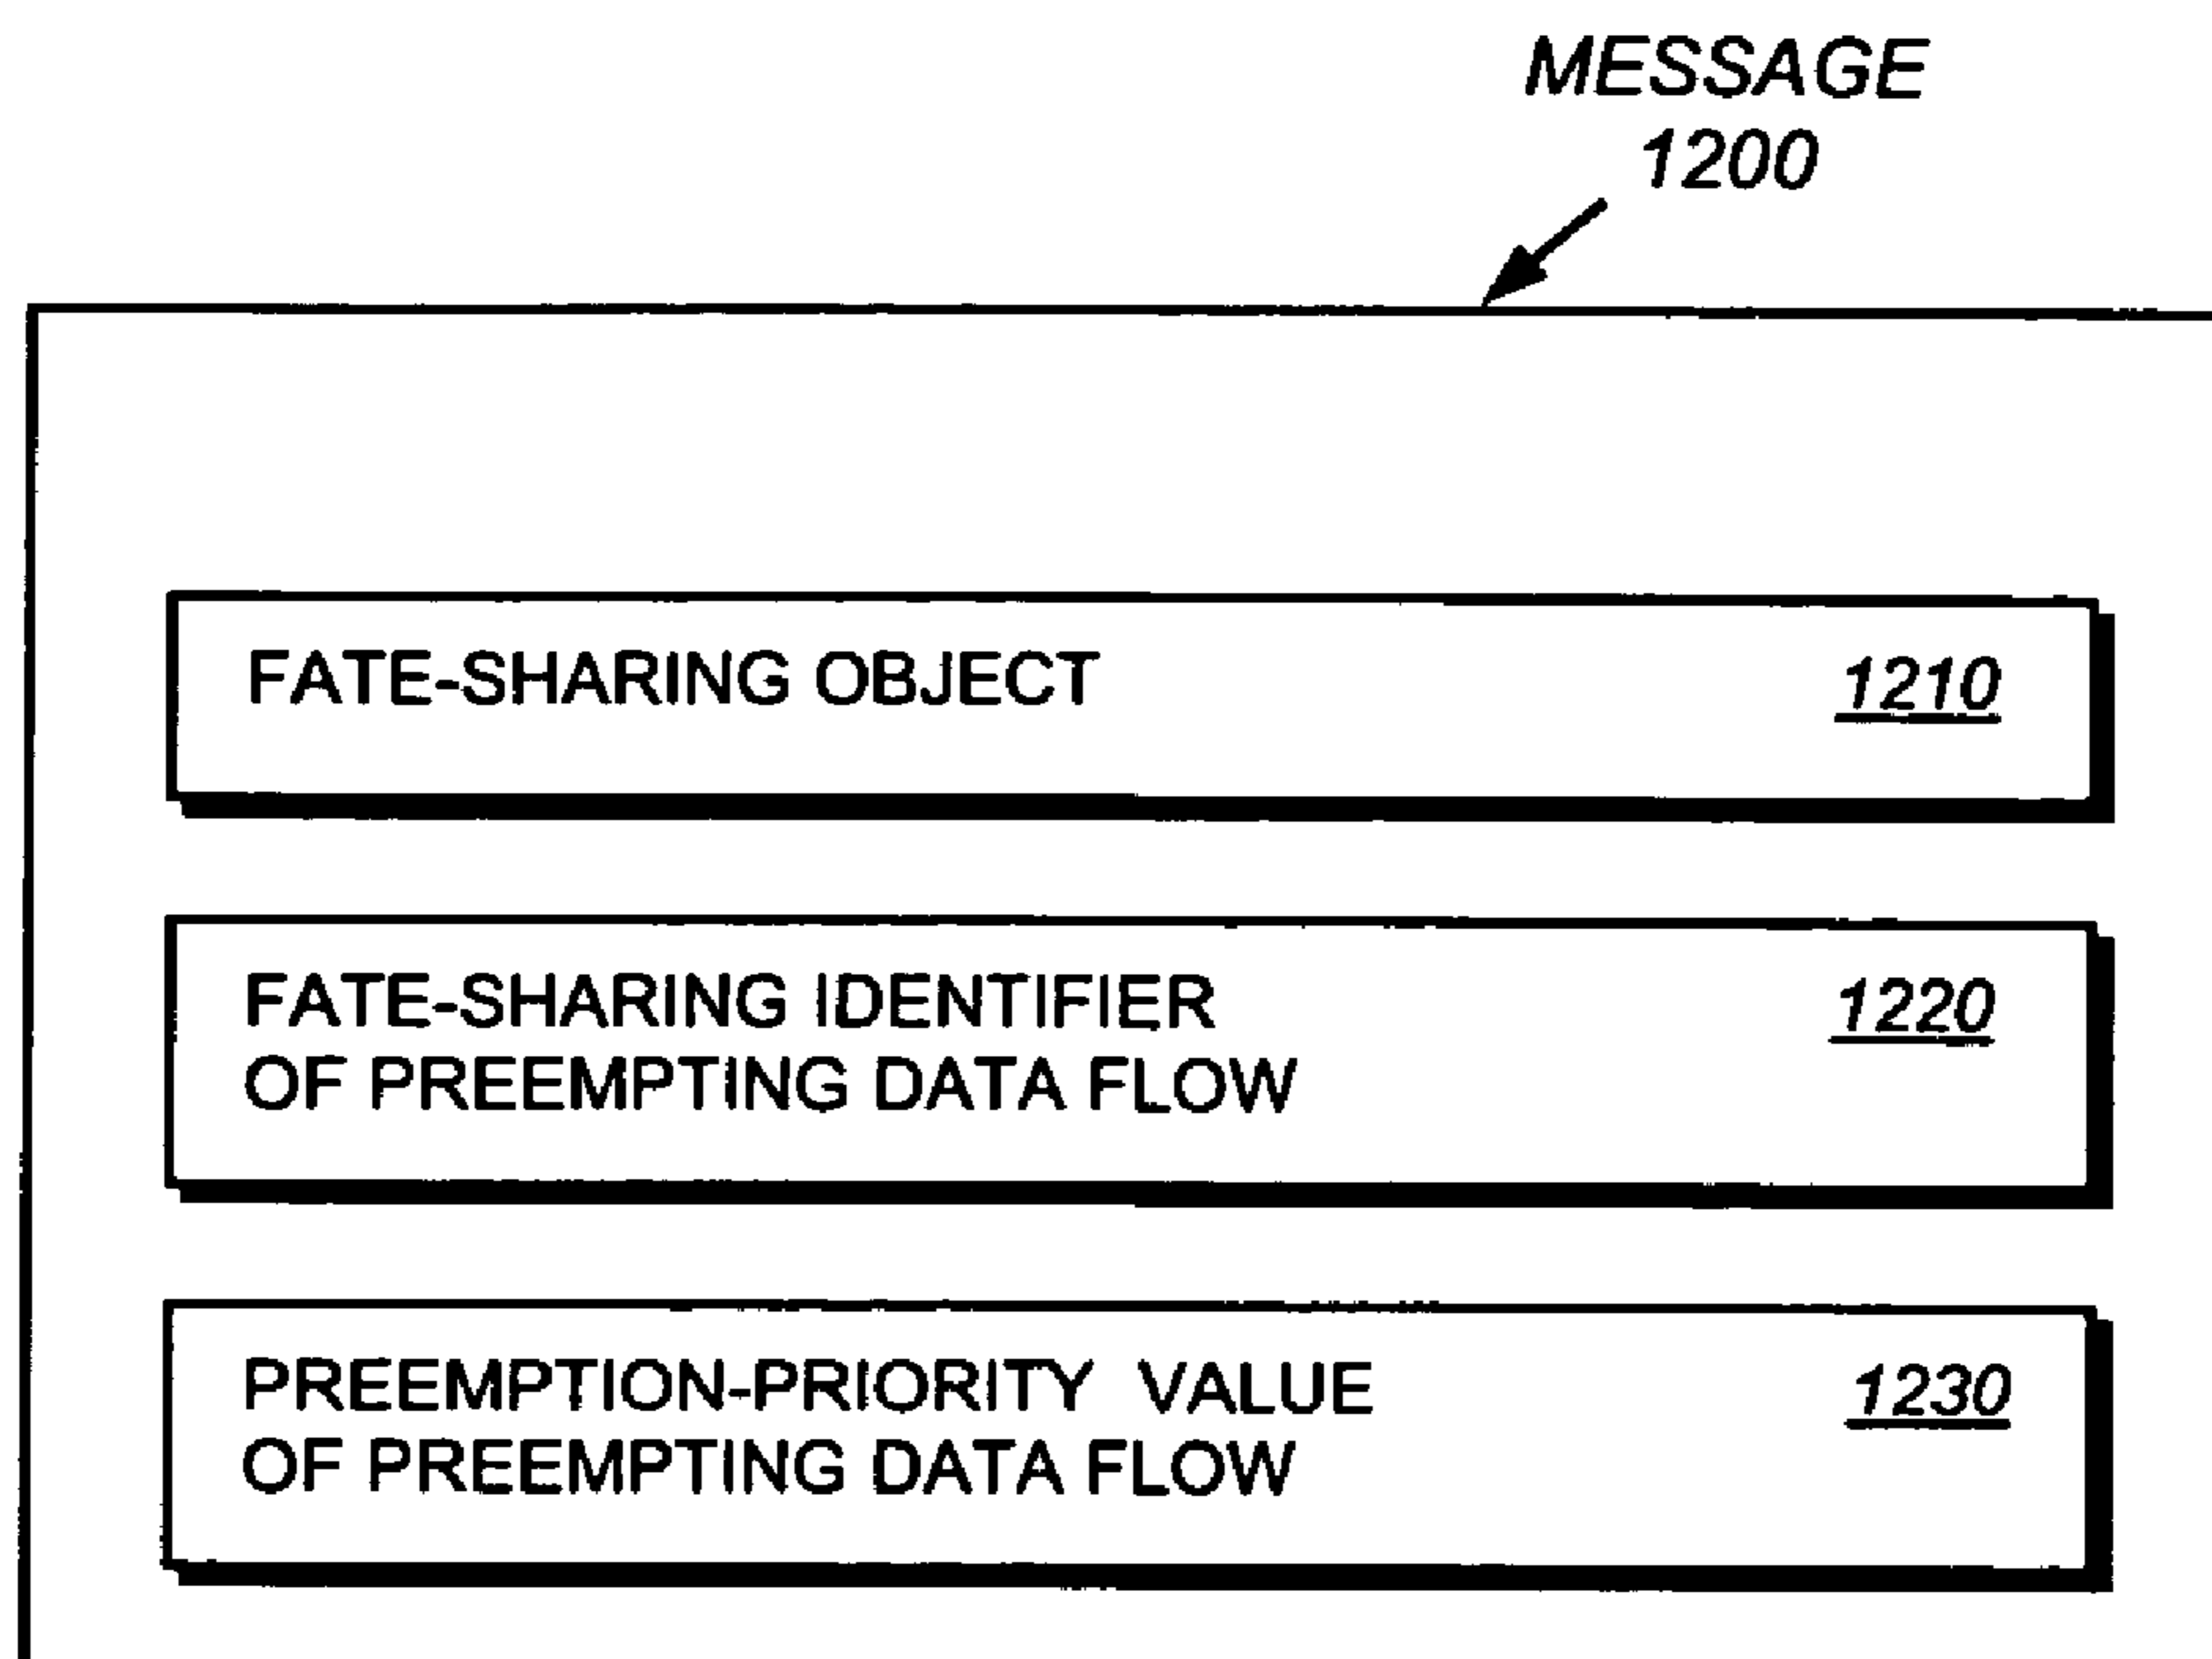 MESSAGE
1200
FATE-SHARING OBJECT 1210
FATE-SHARING IDENTIFIER 1220
OF PREEMPTING DATA FLOW
PREEMPTION-PRIORITY VALUE 1230
OF PREEMPTING DATA FLOW